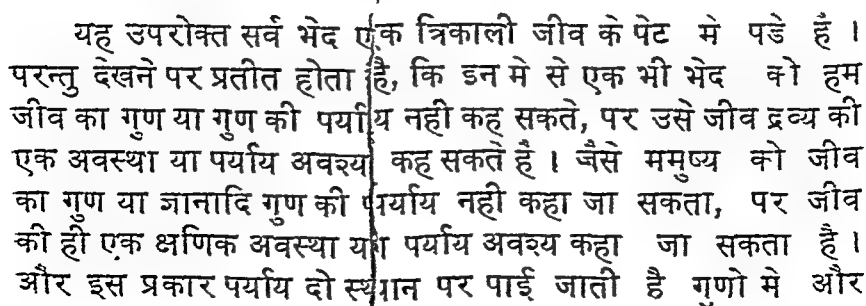 यह उपरोक्त सर्व भेद एक त्रिकाली जीव के पेट मे पडे है ।
परन्तु देखने पर प्रतीत होता है, कि इन मे से एक भी भेद को हम
जीव का गुण या गुण की पर्याय नही कह सकते, पर उसे जीव द्रव्य की
एक अवस्था या पर्याय अवश्य कह सकते है । जैसे ममुष्य को जीव
का गुण या ज्ञानादि गुण की पर्याय नही कहा जा सकता, पर जीव
की ही एक क्षणिक अवस्था या पर्याय अवश्य कहा जा सकता है ।
और इस प्रकार पर्याय दो स्थान पर पाई जाती है गुणो मे और